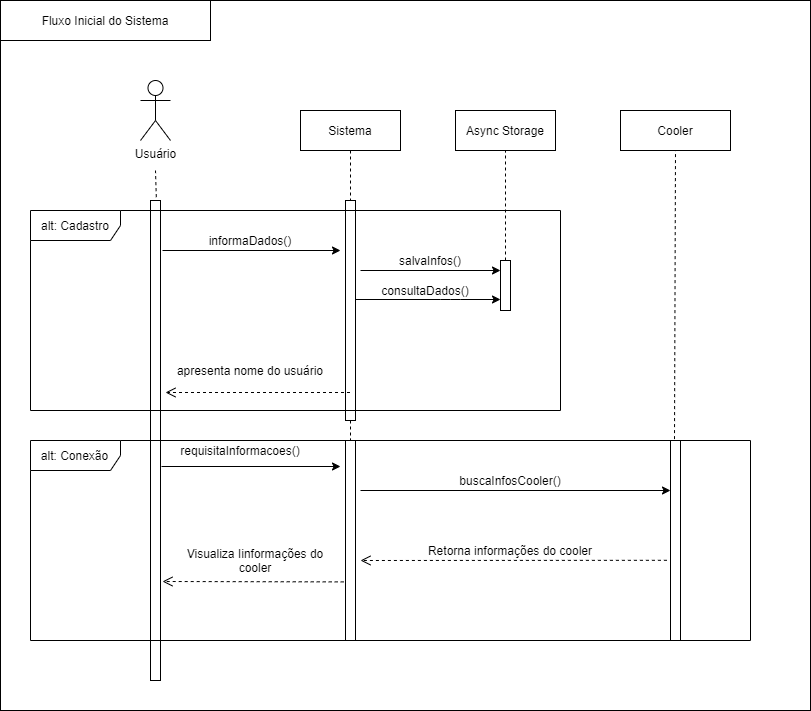 Fluxo Inicial do Sistema
Usuário
Sistema
Async Storage
Cooler
alt: Cadastro
informaDados()
salvaInfos()
consultaDados()
apresenta nome do usuário
alt: Conexão
requisitaInformacoes()
buscaInfosCooler()
Retorna informações do cooler
Visualiza Iinformações do
cooler